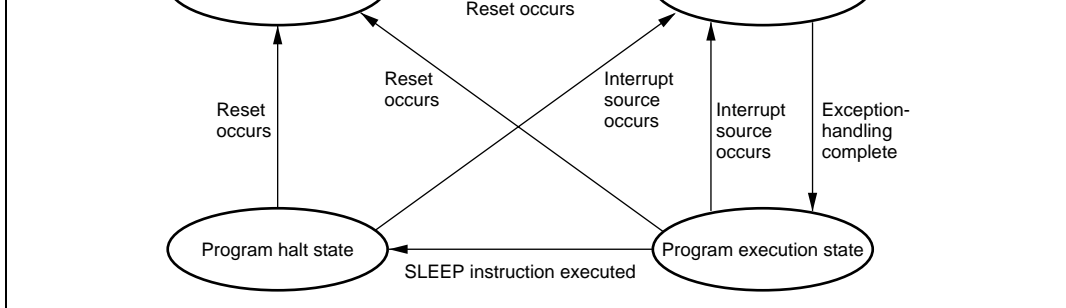 Reset occurs
Reset
occurs
Interrupt
source
occurs
Reset
occurs
Interrupt
source
occurs
Exception-
handling
complete
Program halt state
Program execution state
SLEEP instruction executed